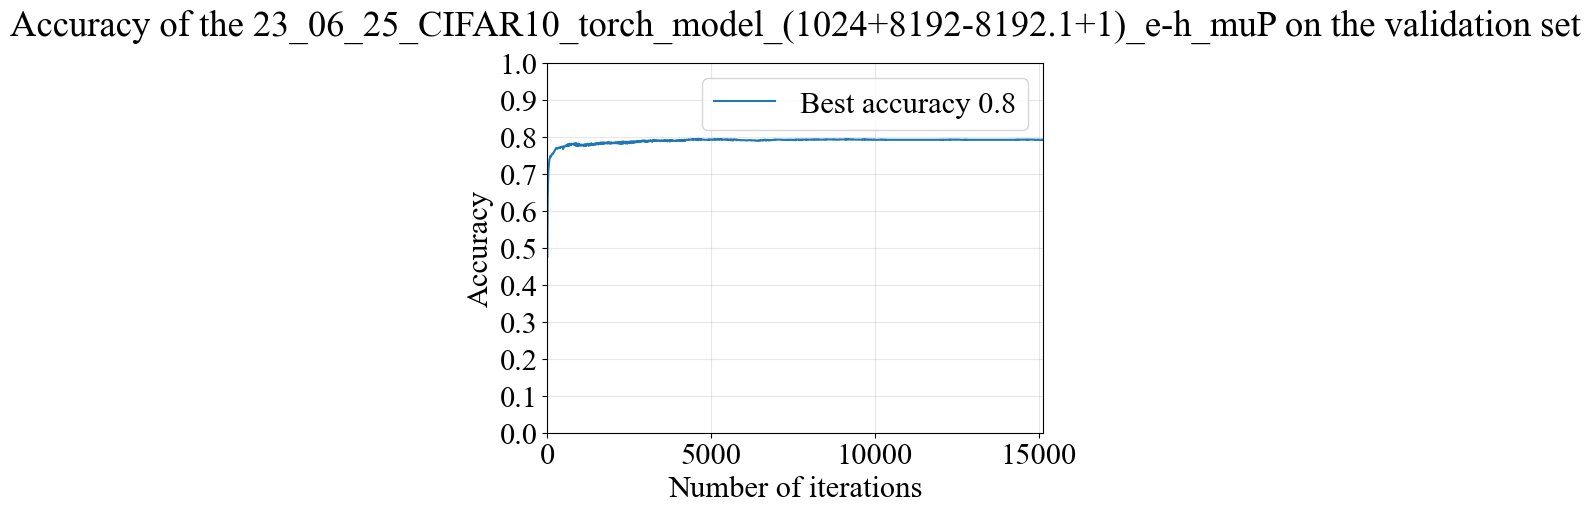 Accuracy of the 23_06_25_CIFAR10_torch_model_(1024+8192-8192.1+1)_e-h_muP on the validation set
Best accuracy 0.8
1.0
0.9
0.8
0.7
0.6
0.5
0.4
0.3
0.2
0.1
0.0
Accuracy
0 5000 10000 15000
Number of iterations